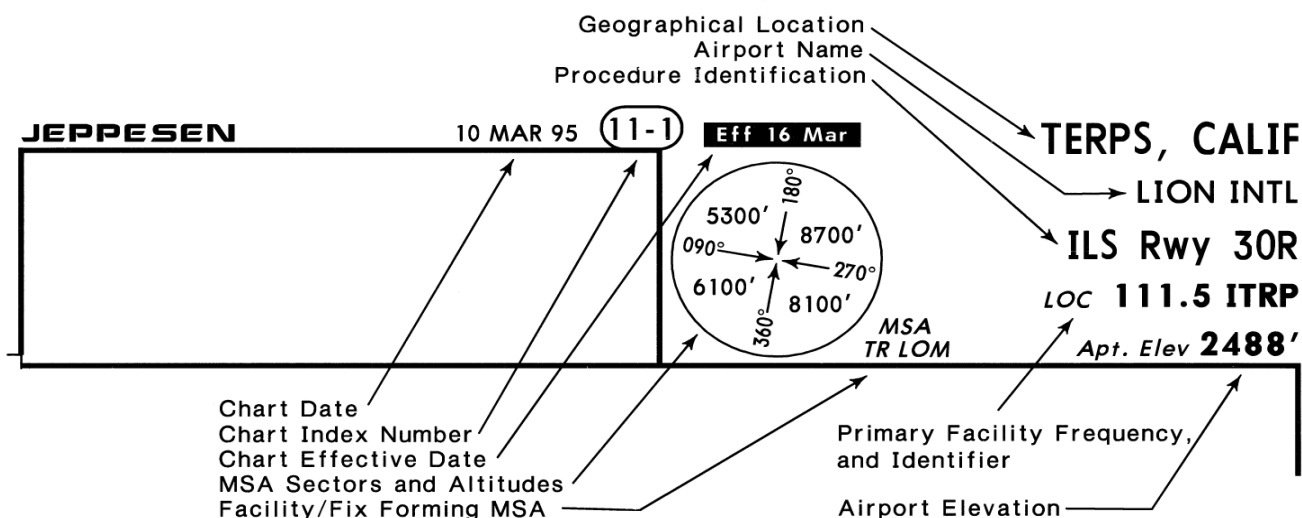 Geographical Location
Airport Name
Procedure Identification
JEPPESEN 10 MAR 95 11-1 Eff 16 Mar
TERPS, CALIF
LION INTL
ILS Rwy 30R
LOC 111.5 ITRP
Apt. Elev 2488'
180°
5300' 8700'
090° 270°
6100' 8100'
360°
MSA
TR LOM
Chart Date
Chart Index Number
Chart Effective Date
MSA Sectors and Altitudes
Facility/Fix Forming MSA
Primary Facility Frequency,
and Identifier
Airport Elevation